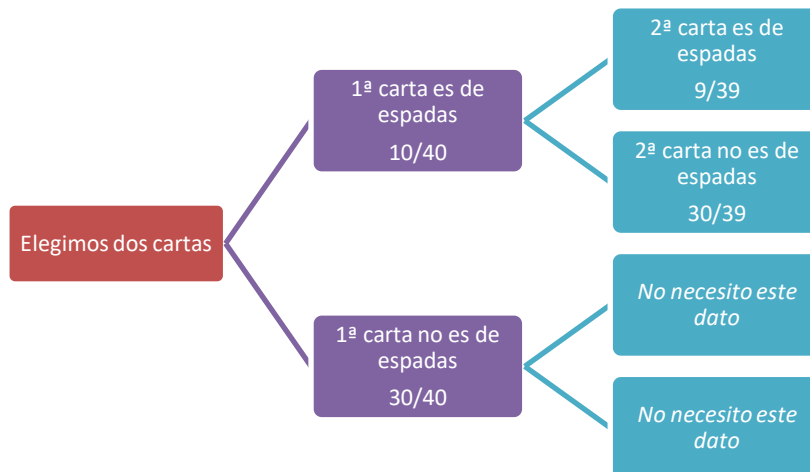 Elegimos dos cartas
1ª carta es de
espadas
10/40
2ª carta es de
espadas
9/39
2ª carta no es de
espadas
30/39
1ª carta no es de
espadas
30/40
No necesito este
dato
No necesito este
dato